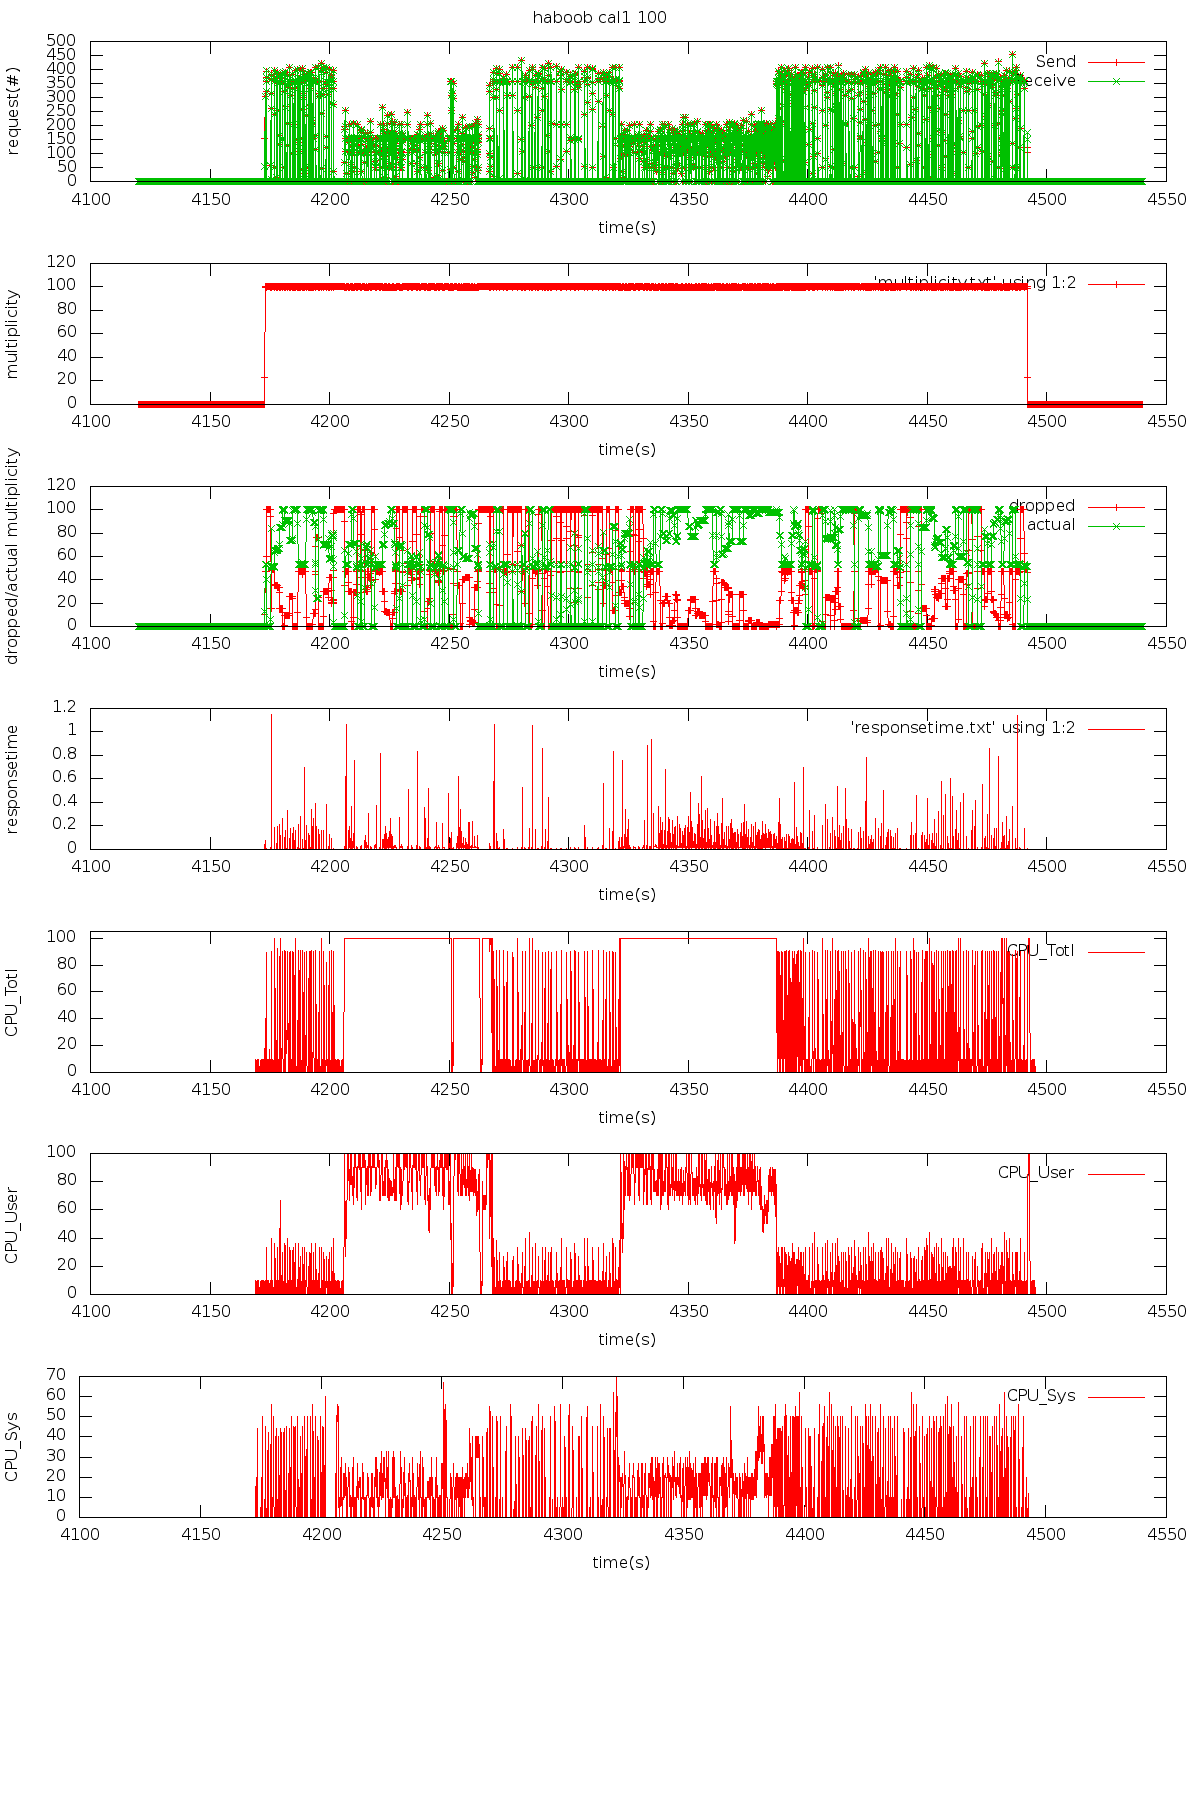 haboob cal1 100
request(#)
500
450
400
350
300
250
200
150
100
50
0
Send
eceive
4100 4150 4200 4250 4300 4350 4400 4450 4500 4550
time(s)
multiplicity
120
100
80
60
40
20
0
'multiplicity.txt' using 1:2
4100 4150 4200 4250 4300 4350 4400 4450 4500 4550
time(s)
dropped/actual multiplicity
120
100
80
60
40
20
0
dropped
actual
4100 4150 4200 4250 4300 4350 4400 4450 4500 4550
time(s)
responsetime
1.2
1
0.8
0.6
0.4
0.2
0
'responsetime.txt' using 1:2
4100 4150 4200 4250 4300 4350 4400 4450 4500 4550
time(s)
CPU_Totl
100
80
60
40
20
0
CPU_Totl
4100 4150 4200 4250 4300 4350 4400 4450 4500 4550
time(s)
CPU_User
100
80
60
40
20
0
CPU_User
4100 4150 4200 4250 4300 4350 4400 4450 4500 4550
time(s)
CPU_Sys
70
60
50
40
30
20
10
0
CPU_Sys
4100 4150 4200 4250 4300 4350 4400 4450 4500 4550
time(s)